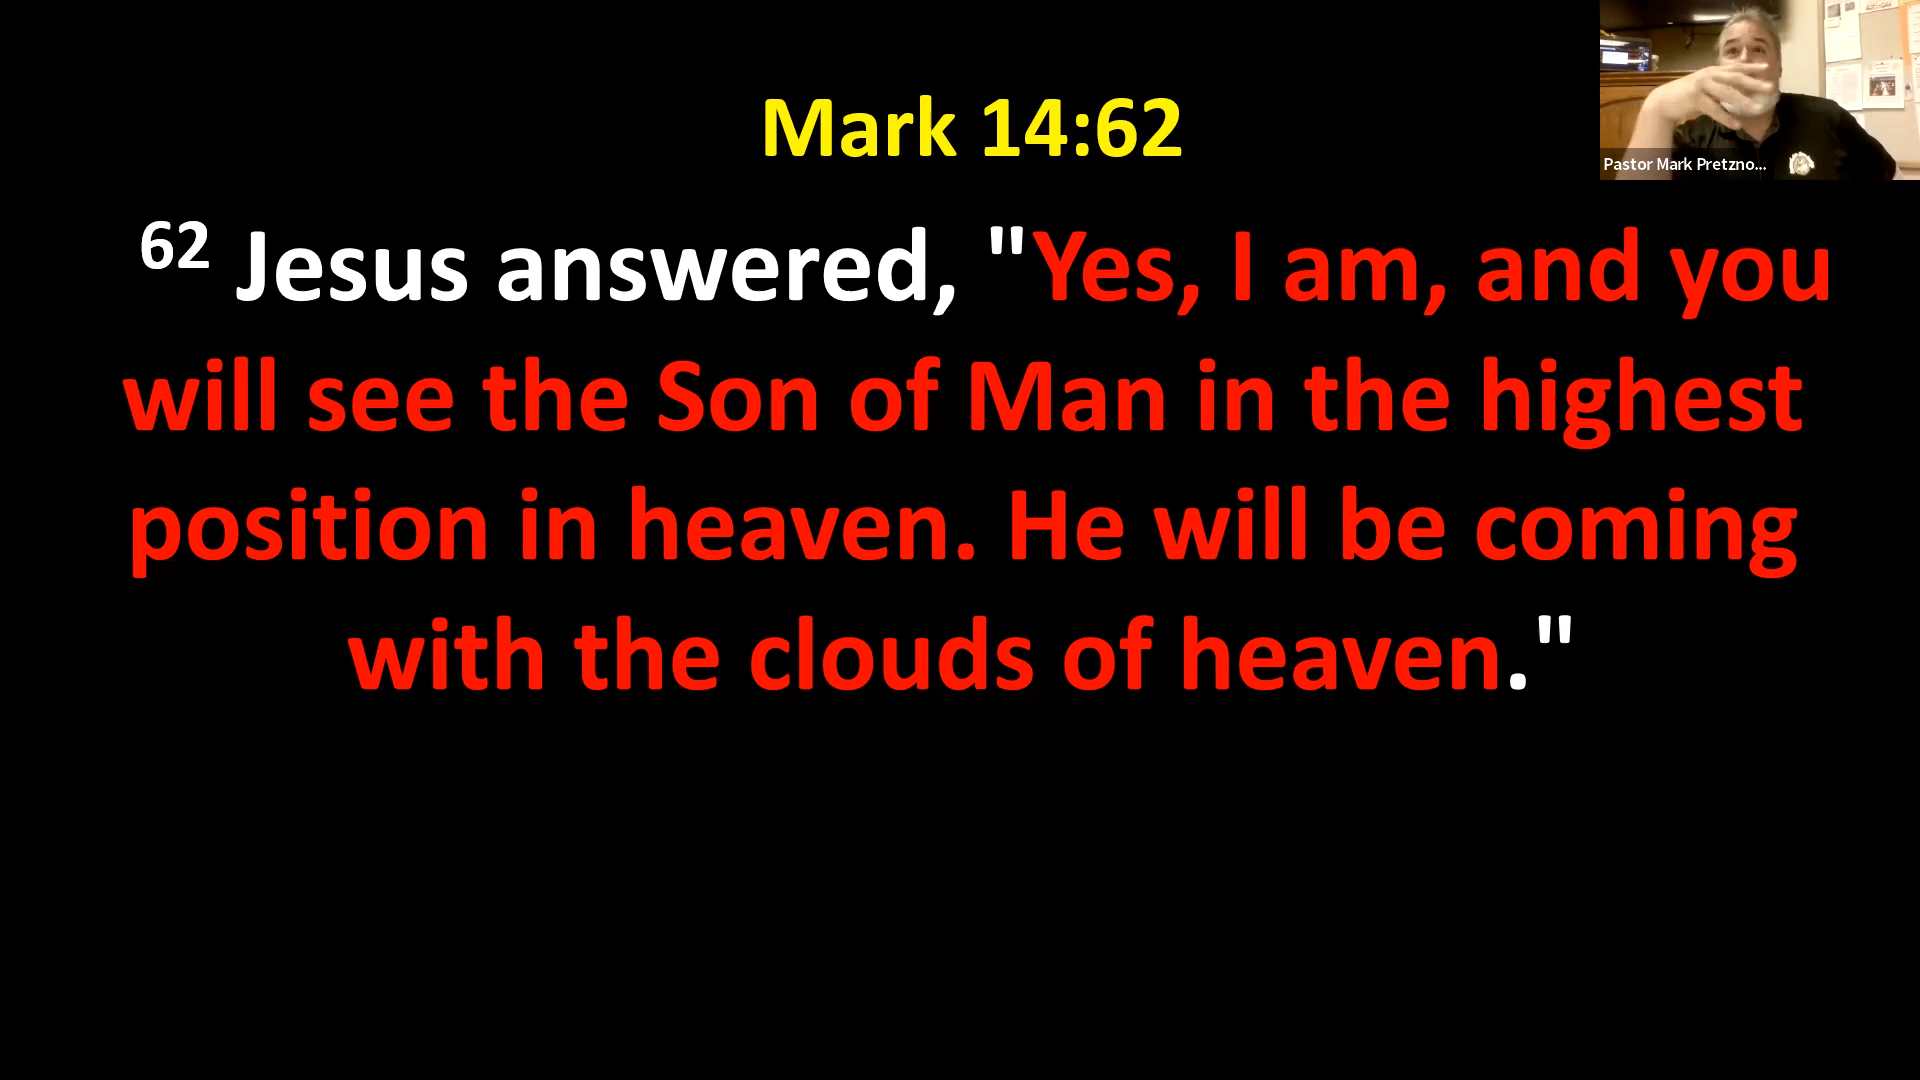 Mark 14:62
62 Jesus answered, "Yes, I am, and you
will see the Son of Man in the highest
position in heaven. He will be coming
with the clouds of heaven."
Pastor Mark Pretzno...